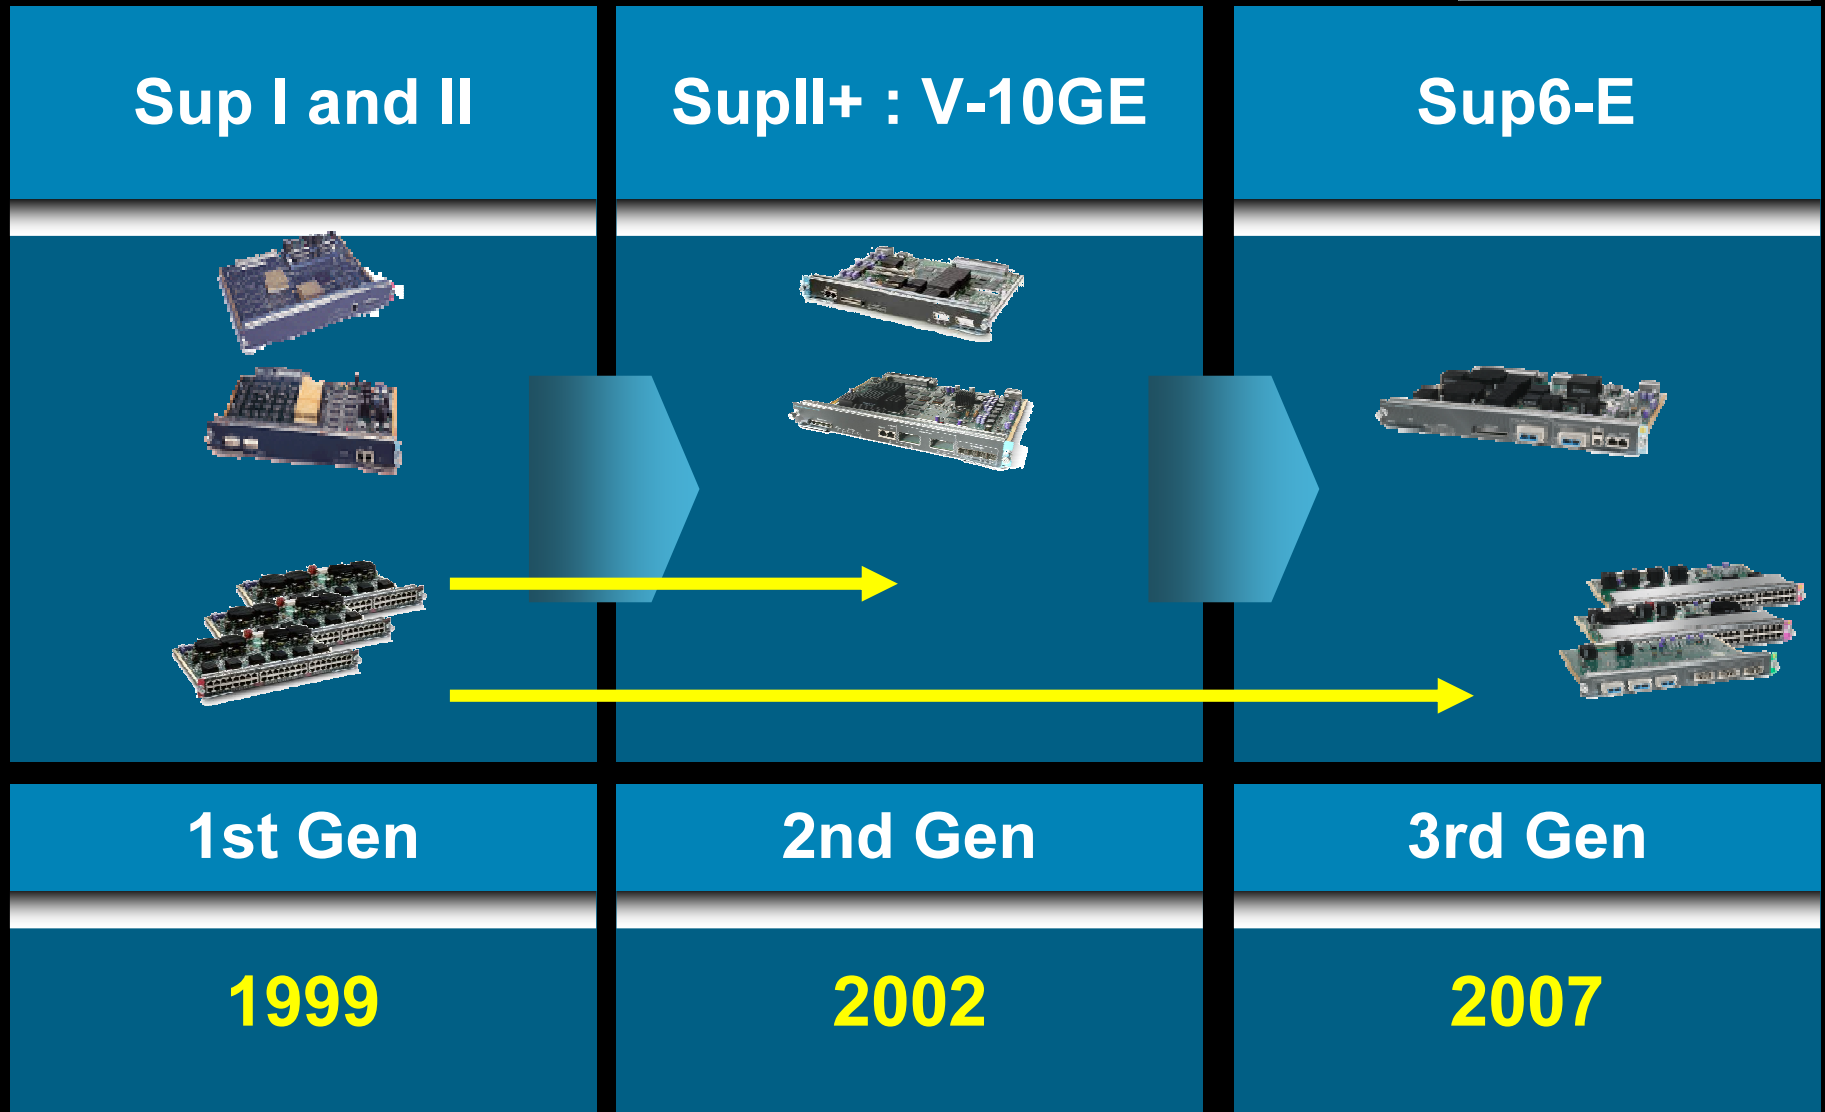 Sup I and II
SupII+ : V-10GE
Sup6-E
1st Gen
2nd Gen
3rd Gen
1999
2002
2007